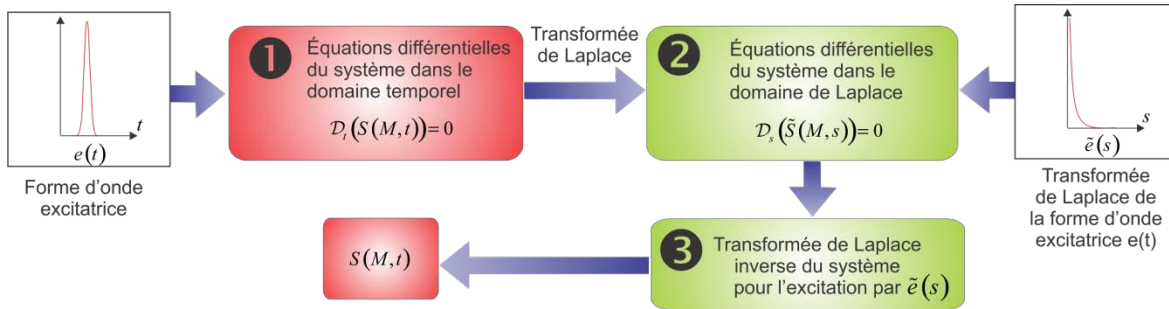 t
e(t)
Forme d'onde
excitatrice
1
Équations différentielles
du système dans le
domaine temporel
𝒟ₜ(S(M,t))=0
Transformée
de Laplace
2
Équations différentielles
du système dans le
domaine de Laplace
𝒟ₛ(S̃(M,s))=0
s
ẽ(s)
Transformée
de Laplace de
la forme d'onde
excitatrice e(t)
S(M,t)
3
Transformée de Laplace
inverse du système
pour l'excitation par ẽ(s)